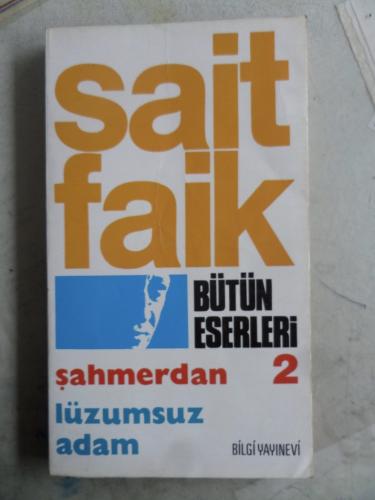 sait
faik
BÜTÜN
ESERLERİ
şahmerdan 2
lüzumsuz
adam
BİLGİ YAYINEVİ